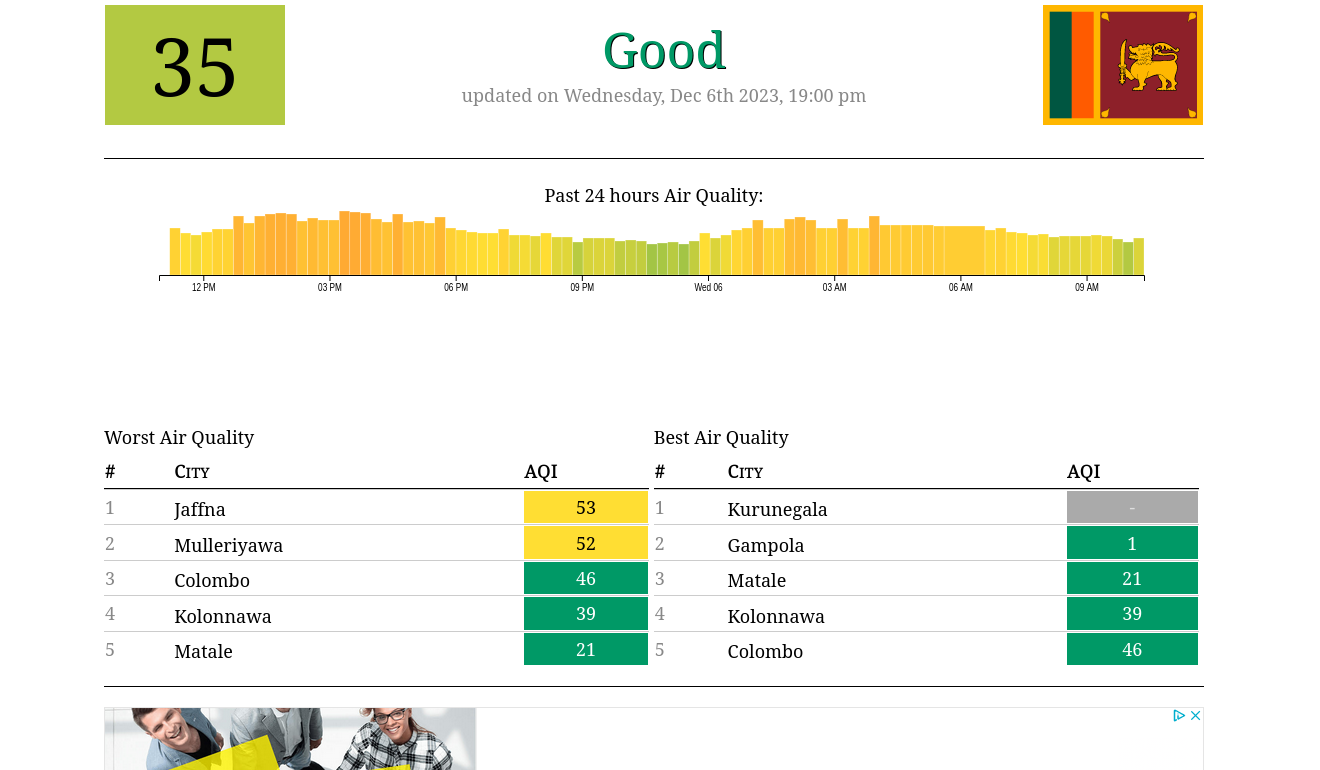 35
Good
updated on Wednesday, Dec 6th 2023, 19:00 pm
Past 24 hours Air Quality:
12 PM 03 PM 06 PM 09 PM Wed 06 03 AM 06 AM 09 AM
Worst Air Quality
# City AQI
1 Jaffna 53
2 Mulleriyawa 52
3 Colombo 46
4 Kolonnawa 39
5 Matale 21
Best Air Quality
# City AQI
1 Kurunegala -
2 Gampola 1
3 Matale 21
4 Kolonnawa 39
5 Colombo 46